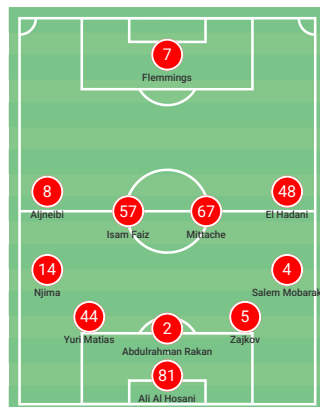 7
Flemmings
8
Aljneibi
48
El Hadani
57
Isam Faiz
67
Mittache
14
Njima
4
Salem Mobarak
44
Yuri Matias
2
Abdulrahman Rakan
5
Zajkov
81
Ali Al Hosani